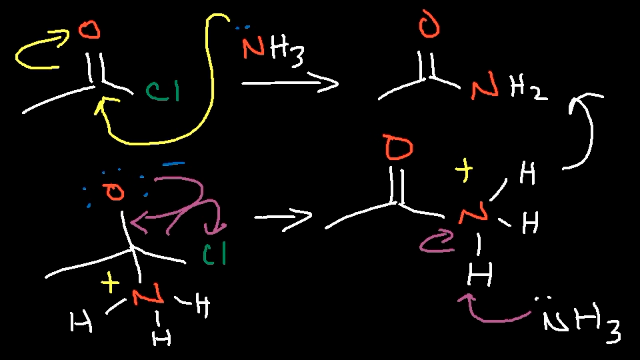 O Cl
NH3
O NH2
O − Cl + N H H H
O + N H H H
NH3